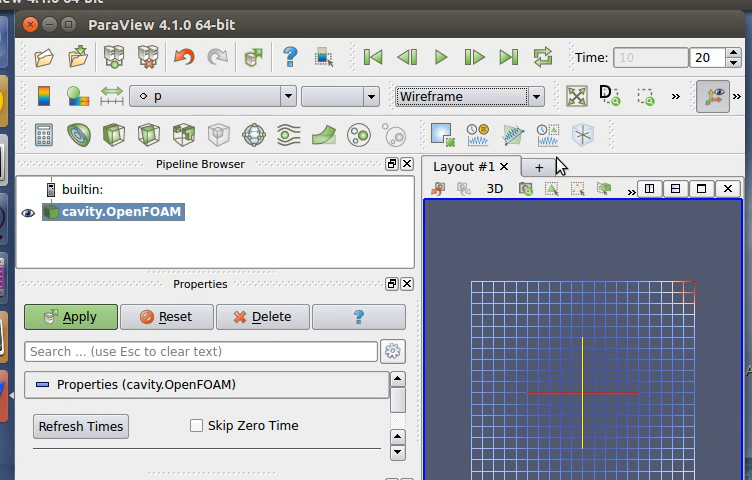 ParaView 4.1.0 64-bit
Time: 10 20
p Wireframe
Pipeline Browser
Layout #1
+
builtin:
3D
cavity.OpenFOAM
Properties
Apply Reset Delete ?
Search ... (use Esc to clear text)
Properties (cavity.OpenFOAM)
Refresh Times Skip Zero Time